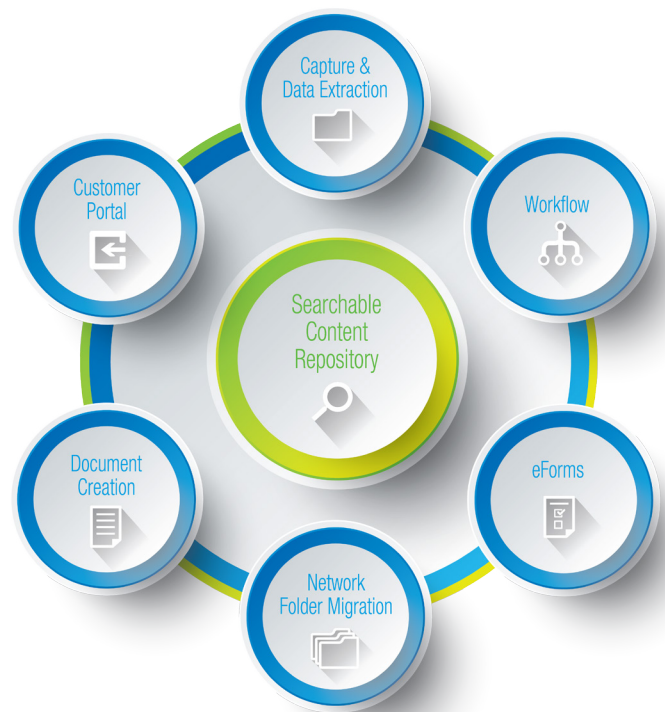 Capture &
Data Extraction
Customer
Portal
Workflow
Searchable
Content
Repository
Document
Creation
eForms
Network
Folder Migration